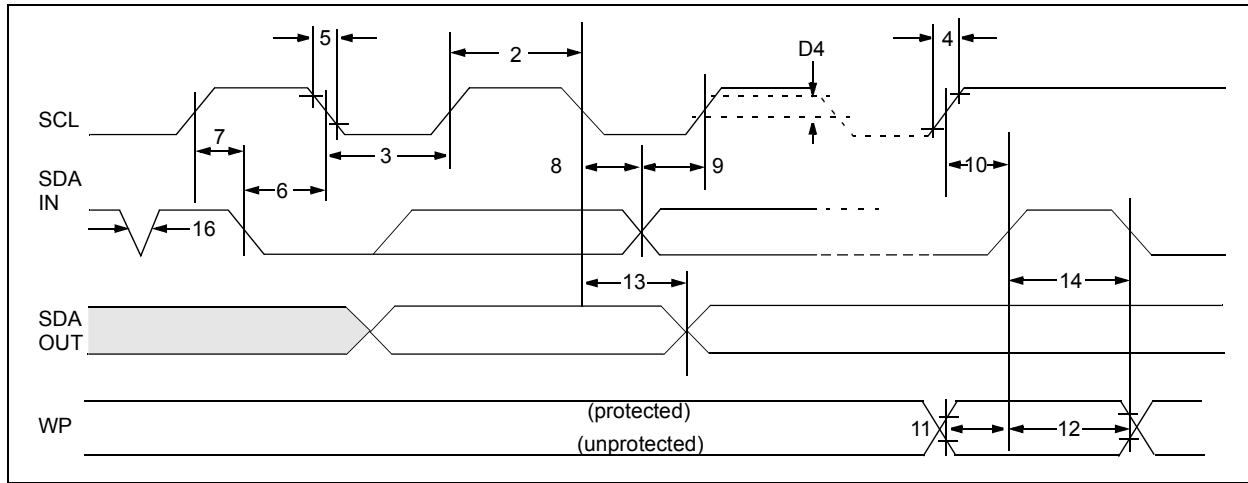 5
2
D4
4
SCL
7
3
8
9
10
SDA
IN
6
16
13
14
SDA
OUT
(protected)
WP
11
12
(unprotected)